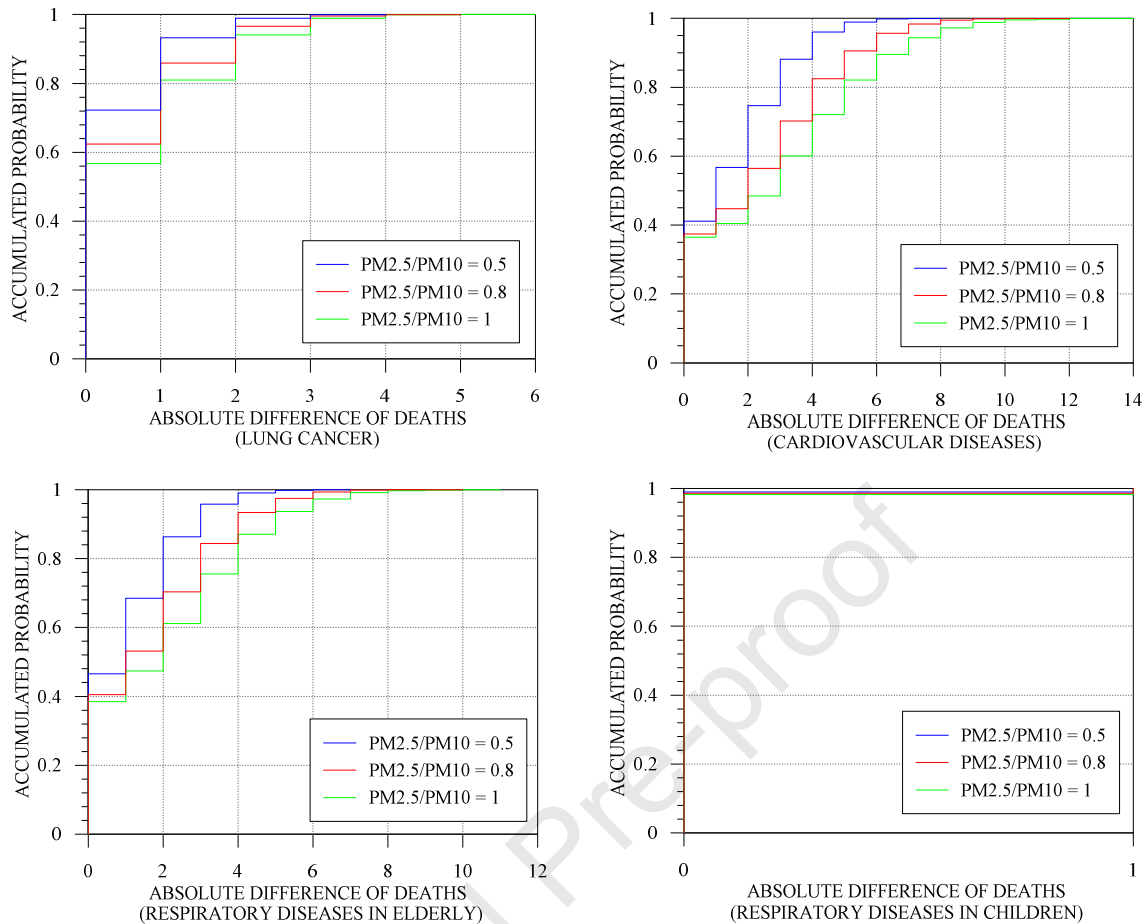 1
0.8
0.6
0.4
0.2
0
ACCUMULATED PROBABILITY
PM2.5/PM10 = 0.5
PM2.5/PM10 = 0.8
PM2.5/PM10 = 1
0 1 2 3 4 5 6
ABSOLUTE DIFFERENCE OF DEATHS
(LUNG CANCER)
1
0.8
0.6
0.4
0.2
0
ACCUMULATED PROBABILITY
PM2.5/PM10 = 0.5
PM2.5/PM10 = 0.8
PM2.5/PM10 = 1
0 2 4 6 8 10 12 14
ABSOLUTE DIFFERENCE OF DEATHS
(CARDIOVASCULAR DISEASES)
1
0.8
0.6
0.4
0.2
0
ACCUMULATED PROBABILITY
PM2.5/PM10 = 0.5
PM2.5/PM10 = 0.8
PM2.5/PM10 = 1
0 2 4 6 8 10 12
ABSOLUTE DIFFERENCE OF DEATHS
(RESPIRATORY DISEASES IN ELDERLY)
1
0.8
0.6
0.4
0.2
0
ACCUMULATED PROBABILITY
PM2.5/PM10 = 0.5
PM2.5/PM10 = 0.8
PM2.5/PM10 = 1
0 1
ABSOLUTE DIFFERENCE OF DEATHS
(RESPIRATORY DISEASES IN CHILDREN)
Pre-proof